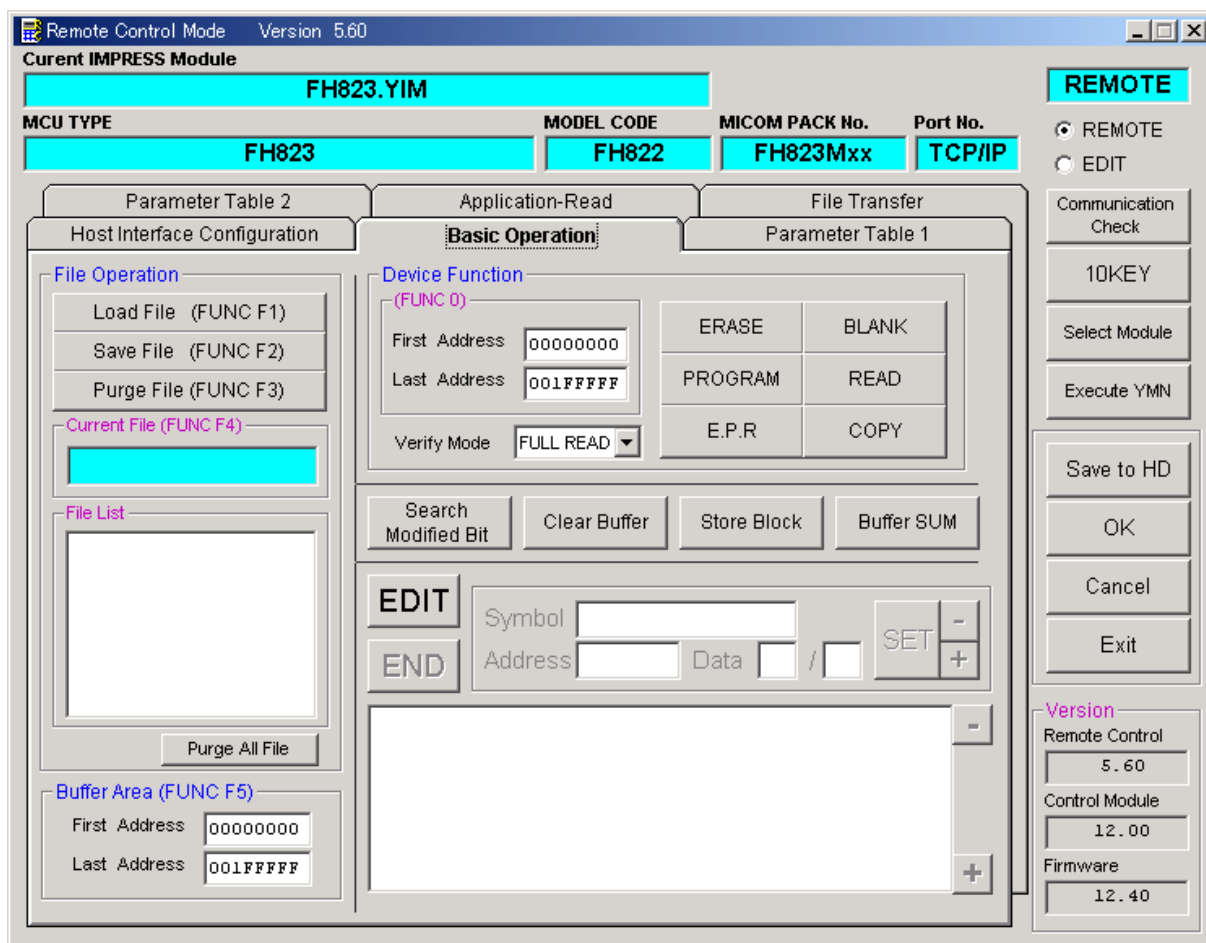 Remote Control Mode Version 5.60
Curent IMPRESS Module
FH823.YIM
REMOTE
MCU TYPE MODEL CODE MICOM PACK No. Port No.
FH823 FH822 FH823Mxx TCP/IP
REMOTE
EDIT
Parameter Table 2 Application-Read File Transfer
Host Interface Configuration Basic Operation Parameter Table 1
File Operation
Load File (FUNC F1)
Save File (FUNC F2)
Purge File (FUNC F3)
Current File (FUNC F4)
File List
Purge All File
Buffer Area (FUNC F5)
First Address 00000000
Last Address 001FFFFF
Device Function
(FUNC 0)
First Address 00000000
Last Address 001FFFFF
Verify Mode FULL READ
ERASE BLANK
PROGRAM READ
E.P.R COPY
Search Modified Bit
Clear Buffer
Store Block
Buffer SUM
EDIT
END
Symbol
Address Data /
SET
-
+
-
+
Communication Check
10KEY
Select Module
Execute YMN
Save to HD
OK
Cancel
Exit
Version
Remote Control
5.60
Control Module
12.00
Firmware
12.40